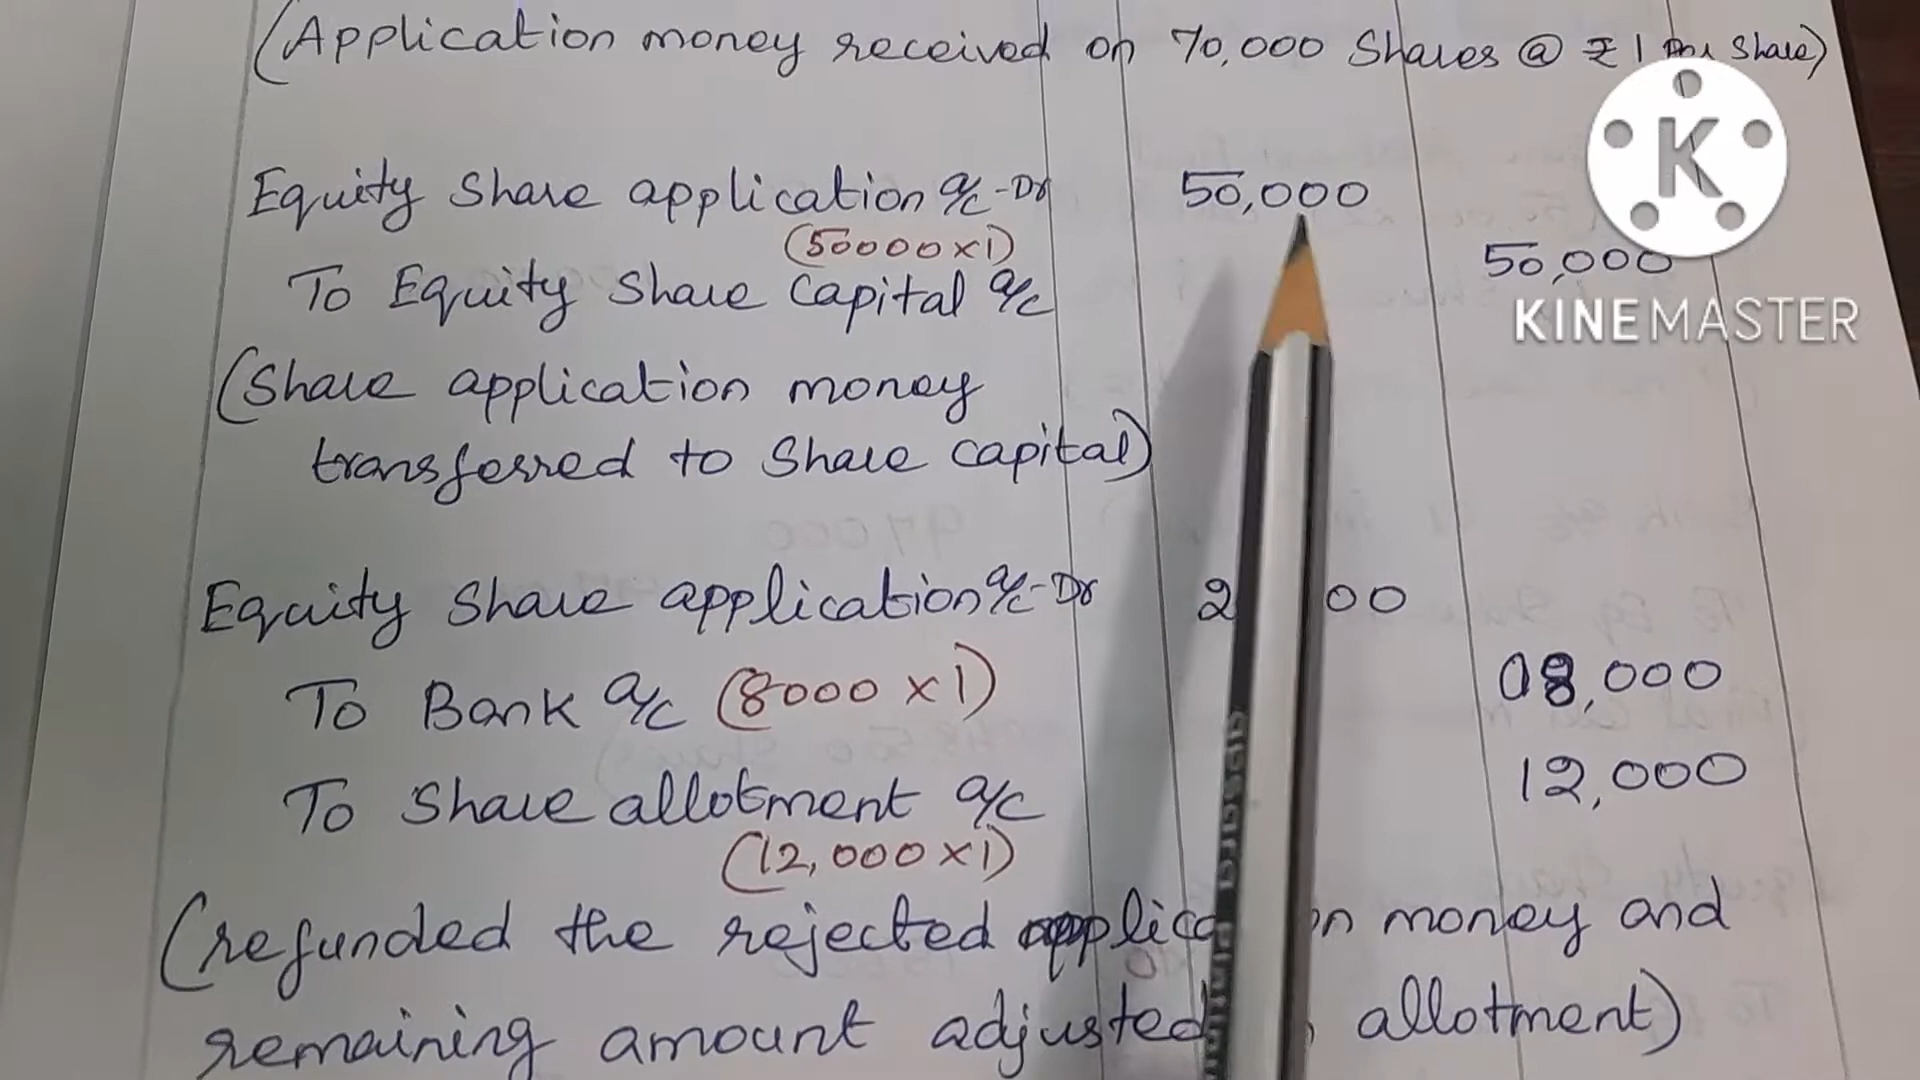 (Application money received on 70,000 Shares @ ₹1 Per Share)
Equity Share application a/c - Dr 50,000
(50000 x 1)
50,000
To Equity Share Capital a/c
(Share application money
transferred to Share capital)
Equity Share application a/c - Dr
To Bank a/c (8000 x 1) 08,000
To Share allotment a/c 12,000
(12,000 x 1)
(refunded the rejected money and
remaining amount adjusted allotment)
K
KINEMASTER